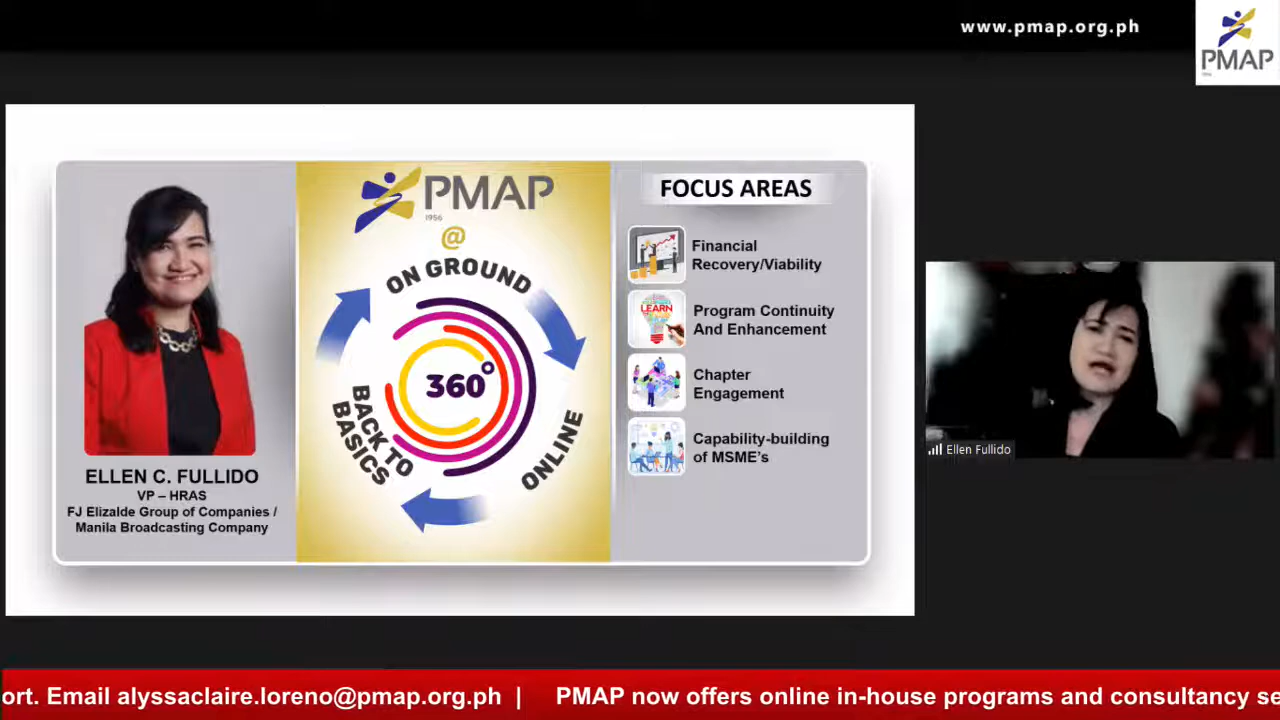 www.pmap.org.ph
PMAP
PMAP
1956
@
ON GROUND
360°
BACK TO
BASICS
ONLINE
ELLEN C. FULLIDO
VP – HRAS
FJ Elizalde Group of Companies /
Manila Broadcasting Company
FOCUS AREAS
Financial
Recovery/Viability
LEARN
Program Continuity
And Enhancement
Chapter
Engagement
Capability-building
of MSME's
Ellen Fullido
ort. Email alyssaclaire.loreno@pmap.org.ph | PMAP now offers online in-house programs and consultancy se